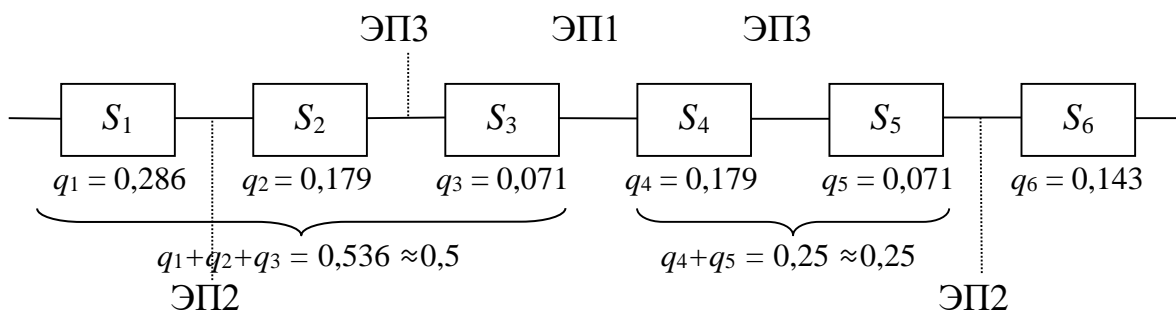 ЭП3 ЭП1 ЭП3
S1 S2 S3 S4 S5 S6
q1 = 0,286 q2 = 0,179 q3 = 0,071 q4 = 0,179 q5 = 0,071 q6 = 0,143
q1+q2+q3 = 0,536 ≈0,5 q4+q5 = 0,25 ≈0,25
ЭП2 ЭП2